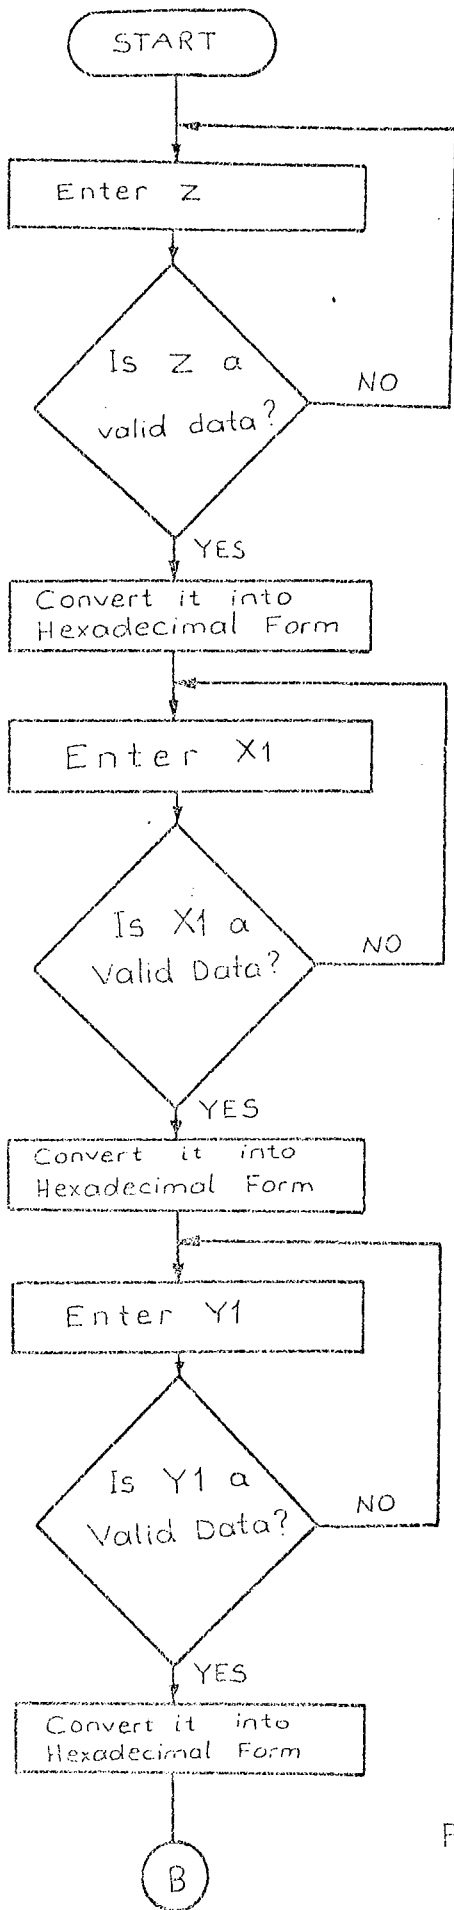 START
Enter Z
Is Z a
valid data?
NO
YES
Convert it into
Hexadecimal Form
Enter X1
Is X1 a
Valid Data?
NO
YES
Convert it into
Hexadecimal Form
Enter Y1
Is Y1 a
Valid Data?
NO
YES
Convert it into
Hexadecimal Form
B